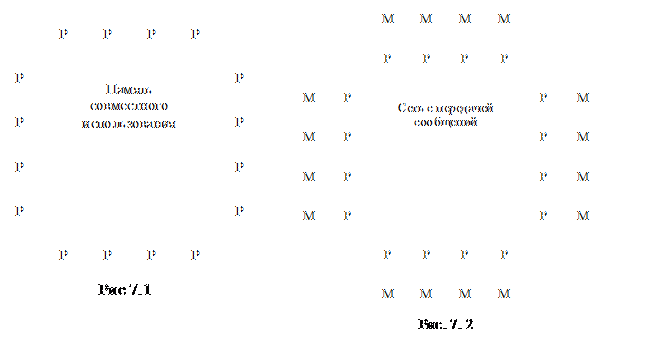 P P P P
P P
Память
совместного
использования
P P
P P
P P
P P P P
Рис 7. 1
M M M M
P P P P
M P P M
Сеть с передачей
сообщений
M P P M
M P P M
M P P M
P P P P
M M M M
Рис. 7. 2